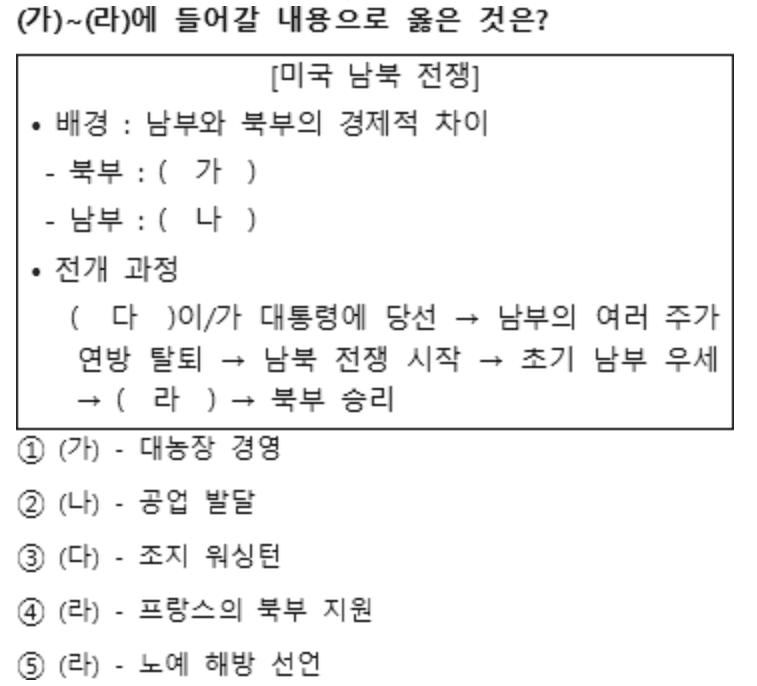 (가)~(라)에 들어갈 내용으로 옳은 것은?
[미국 남북 전쟁]
• 배경 : 남부와 북부의 경제적 차이
- 북부 : ( 가 )
- 남부 : ( 나 )
• 전개 과정
( 다 )이/가 대통령에 당선 → 남부의 여러 주가
연방 탈퇴 → 남북 전쟁 시작 → 초기 남부 우세
→ ( 라 ) → 북부 승리
① (가) - 대농장 경영
② (나) - 공업 발달
③ (다) - 조지 워싱턴
④ (라) - 프랑스의 북부 지원
⑤ (라) - 노예 해방 선언